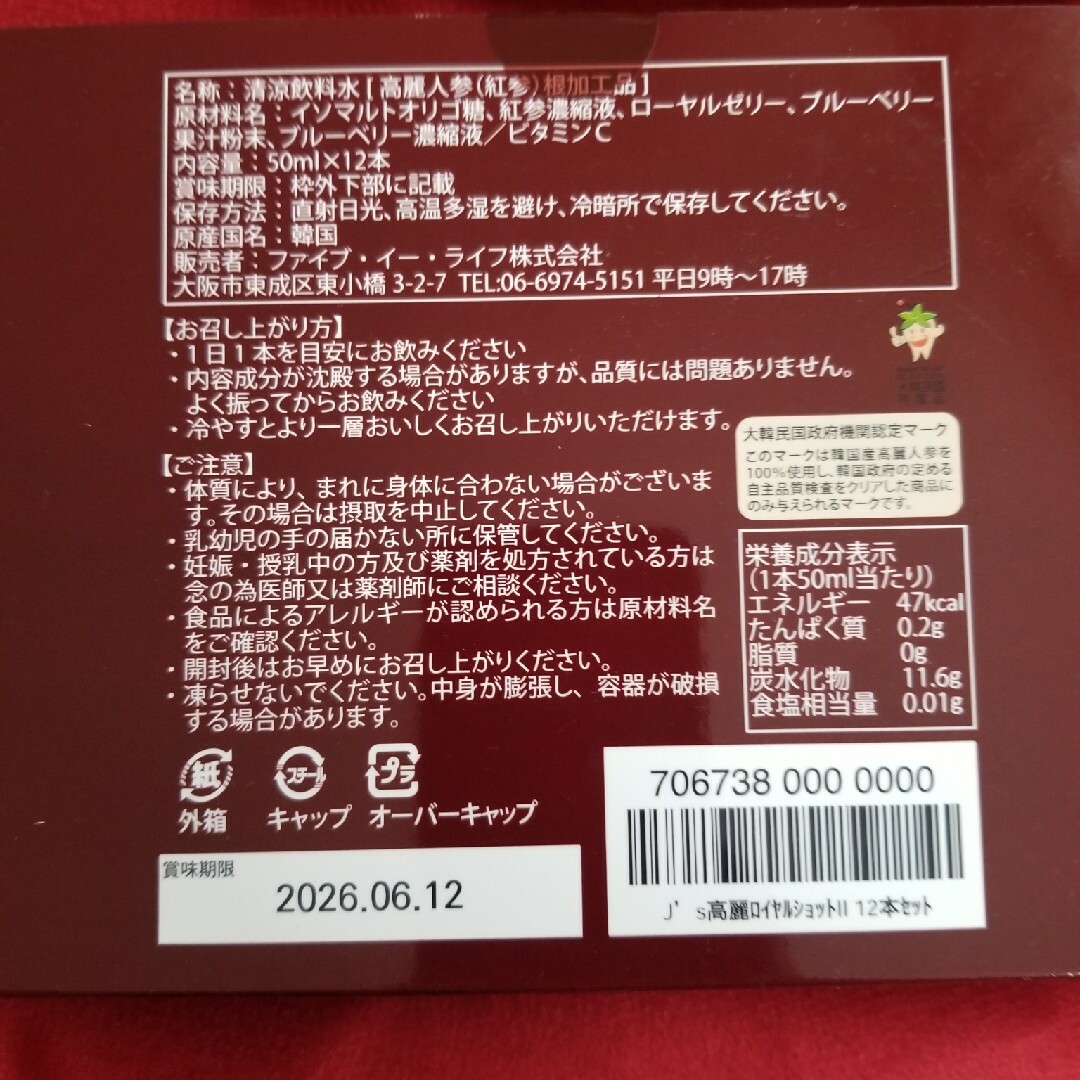 名称：清涼飲料水 [ 高麗人参（紅参）根加工品 ]
原材料名：イソマルトオリゴ糖、紅参濃縮液、ローヤルゼリー、ブルーベリー
果汁粉末、ブルーベリー濃縮液／ビタミンC
内容量：50ml×12本
賞味期限：枠外下部に記載
保存方法：直射日光、高温多湿を避け、冷暗所で保存してください。
原産国名：韓国
販売者：ファイブ・イー・ライフ株式会社
大阪市東成区東小橋 3-2-7 TEL:06-6974-5151 平日9時〜17時
【お召し上がり方】
・1日1本を目安にお飲みください
・内容成分が沈殿する場合がありますが、品質には問題ありません。
よく振ってからお飲みください
・冷やすとより一層おいしくお召し上がりいただけます。
【ご注意】
・体質により、まれに身体に合わない場合がございま
す。その場合は摂取を中止してください。
・乳幼児の手の届かない所に保管してください。
・妊娠・授乳中の方及び薬剤を処方されている方は
念の為医師又は薬剤師にご相談ください。
・食品によるアレルギーが認められる方は原材料名
をご確認ください。
・開封後はお早めにお召し上がりください。
・凍らせないでください。中身が膨張し、容器が破損
する場合があります。
大韓民国政府機関認定マーク
このマークは韓国産高麗人参を
100%使用し、韓国政府の定める
自主品質検査をクリアした商品に
のみ与えられるマークです。
栄養成分表示
（1本50ml当たり）
エネルギー 47kcal
たんぱく質 0.2g
脂質 0g
炭水化物 11.6g
食塩相当量 0.01g
紙 スチール プラ
外箱 キャップ オーバーキャップ
賞味期限
2026.06.12
706738 000 0000
J’s高麗ﾛｲﾔﾙｼｮｯﾄII 12本ｾｯﾄ